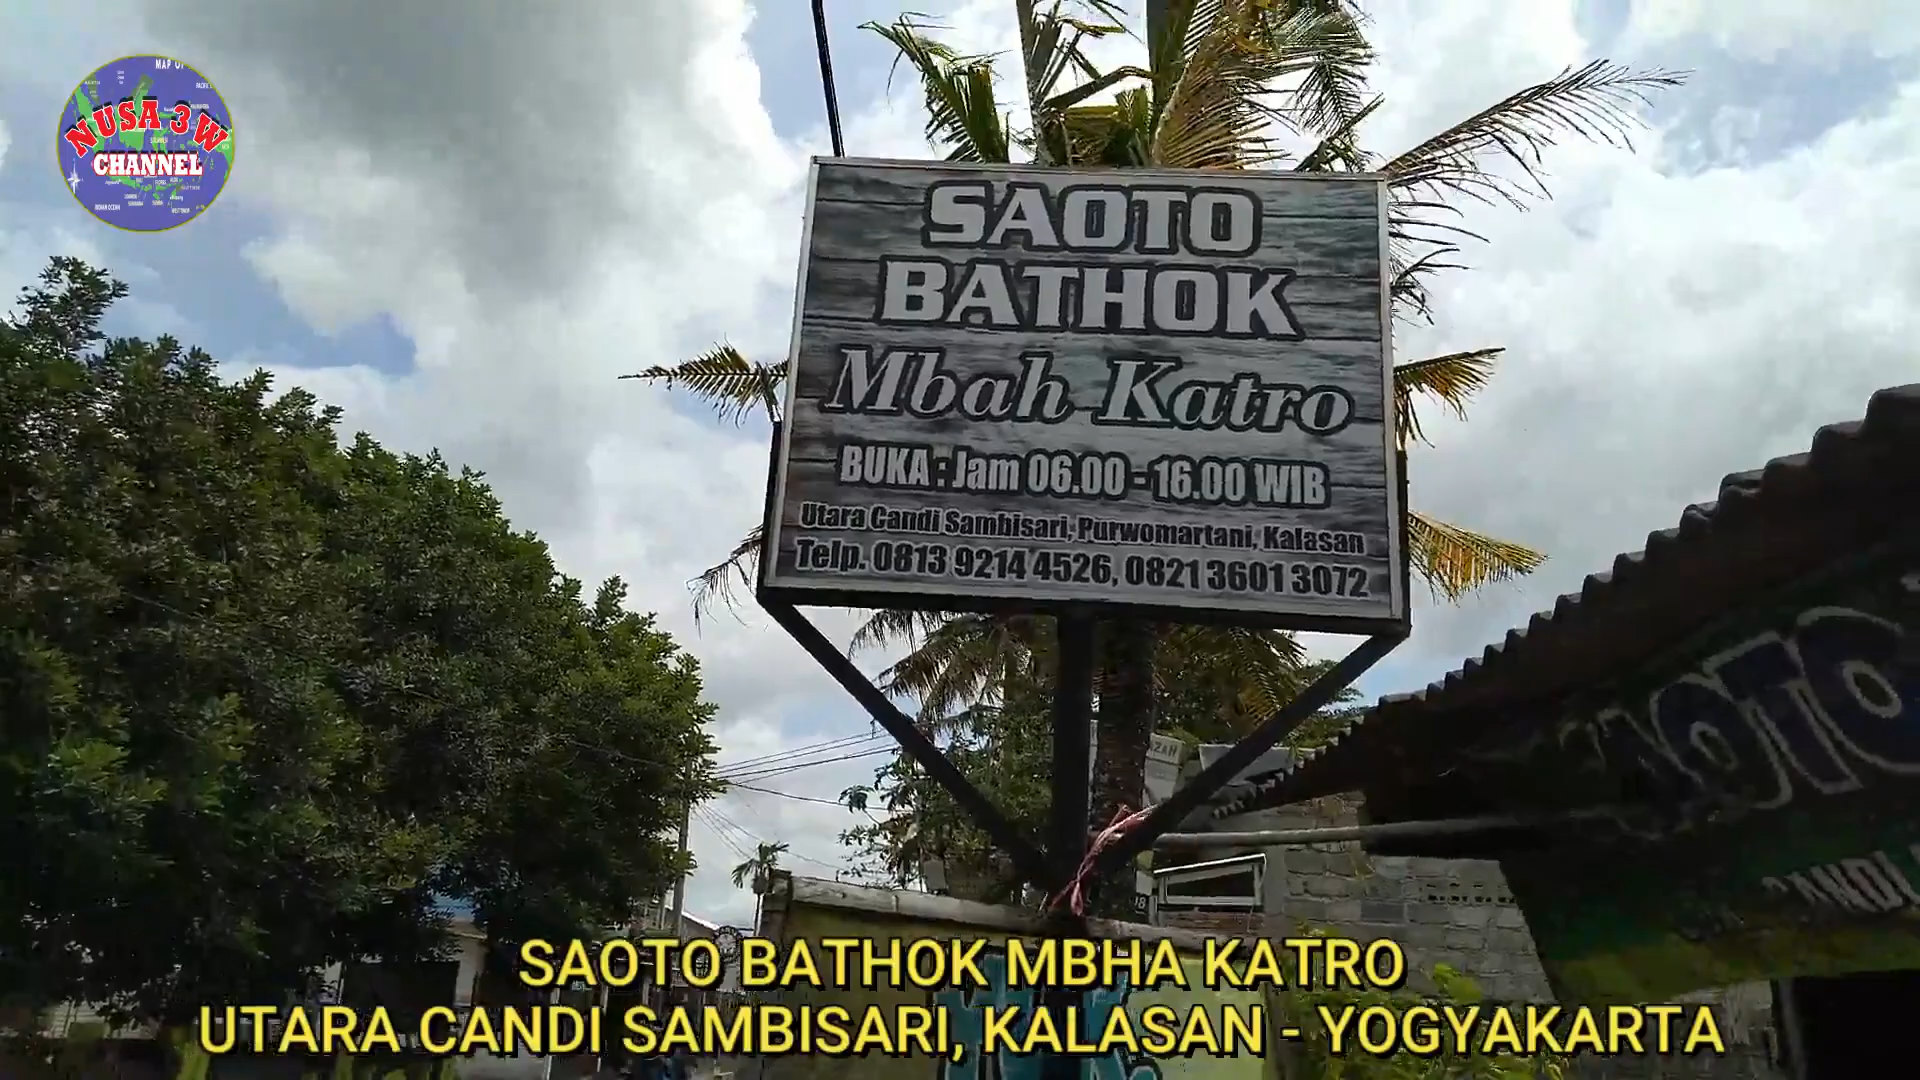 NUSA 3 W
CHANNEL
SAOTO
BATHOK
Mbah Katro
BUKA : Jam 06.00 - 16.00 WIB
Utara Candi Sambisari, Purwomartani, Kalasan
Telp. 0813 9214 4526, 0821 3601 3072
SAOTO BATHOK MBHA KATRO
UTARA CANDI SAMBISARI, KALASAN - YOGYAKARTA